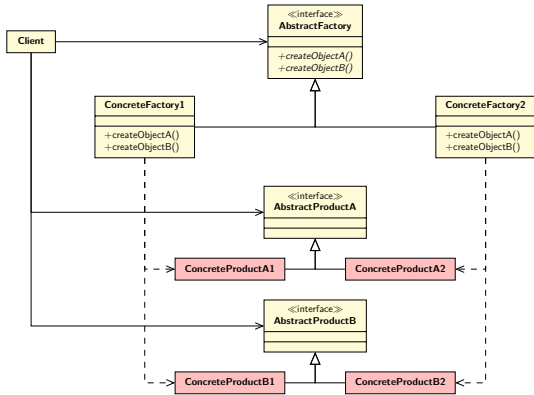 ≪interface≫
AbstractFactory
+createObjectA()
+createObjectB()
Client
ConcreteFactory1
+createObjectA()
+createObjectB()
ConcreteFactory2
+createObjectA()
+createObjectB()
≪interface≫
AbstractProductA
ConcreteProductA1
ConcreteProductA2
≪interface≫
AbstractProductB
ConcreteProductB1
ConcreteProductB2